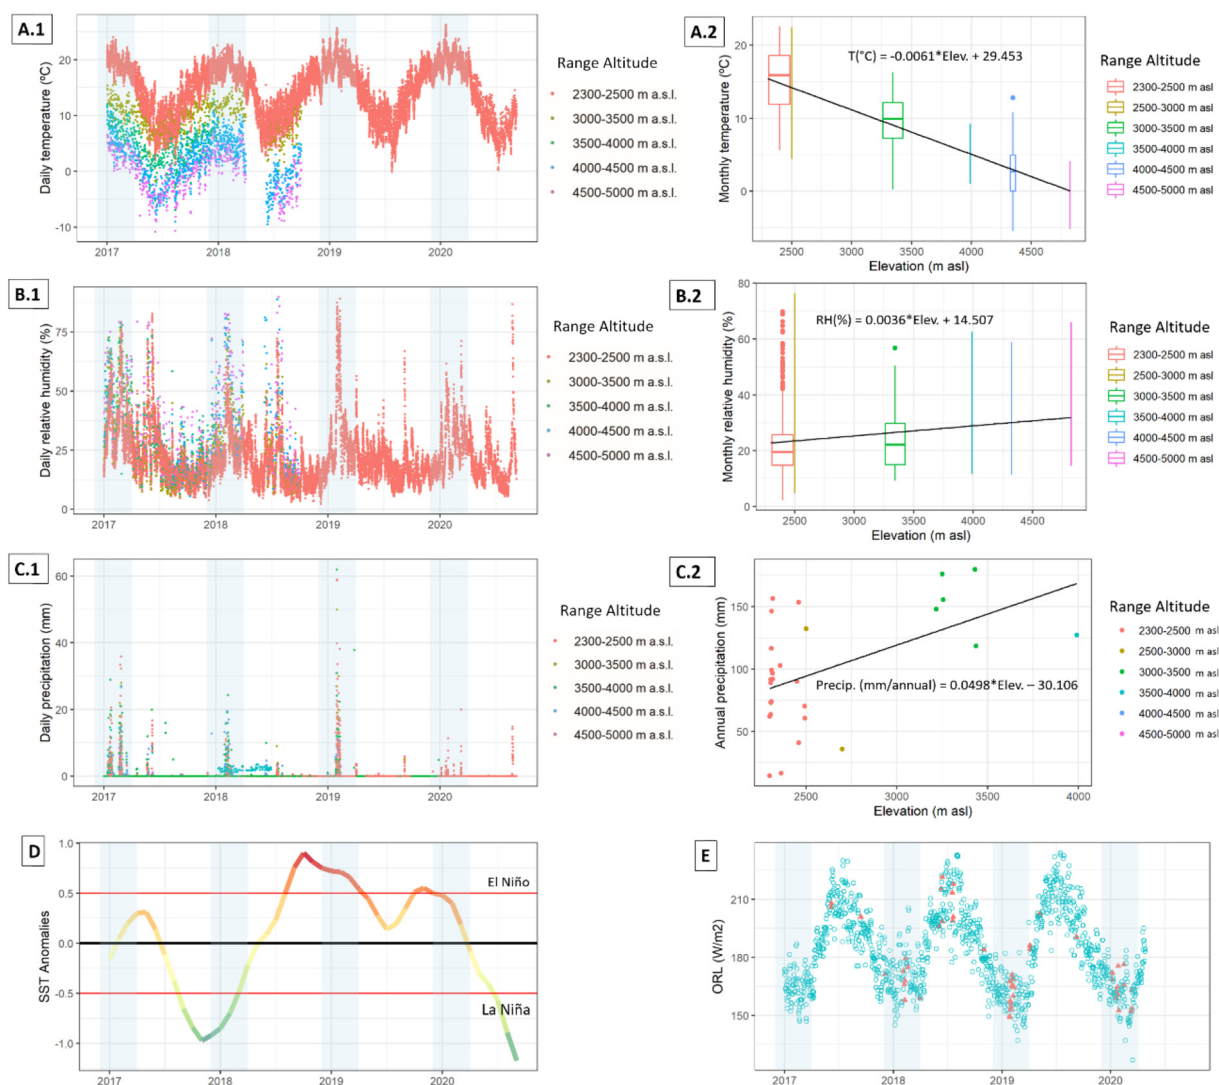 A.1
Daily temperature (ºC)
20
10
0
-10
2017
2018
2019
2020
Range Altitude
2300-2500 m a.s.l.
3000-3500 m a.s.l.
3500-4000 m a.s.l.
4000-4500 m a.s.l.
4500-5000 m a.s.l.
A.2
Monthly temperature (ºC)
20
10
0
T(°C) = -0.0061*Elev. + 29.453
2500
3000
3500
4000
4500
Elevation (m asl)
Range Altitude
2300-2500 m asl
2500-3000 m asl
3000-3500 m asl
3500-4000 m asl
4000-4500 m asl
4500-5000 m asl
B.1
Daily relative humidity (%)
75
50
25
0
2017
2018
2019
2020
Range Altitude
2300-2500 m a.s.l.
3000-3500 m a.s.l.
3500-4000 m a.s.l.
4000-4500 m a.s.l.
4500-5000 m a.s.l.
B.2
Monthly relative humidity (%)
80
60
40
20
0
RH(%) = 0.0036*Elev. + 14.507
2500
3000
3500
4000
4500
Elevation (m asl)
Range Altitude
2300-2500 m asl
2500-3000 m asl
3000-3500 m asl
3500-4000 m asl
4000-4500 m asl
4500-5000 m asl
C.1
Daily precipitation (mm)
60
40
20
0
2017
2018
2019
2020
Range Altitude
2300-2500 m a.s.l.
3000-3500 m a.s.l.
3500-4000 m a.s.l.
4000-4500 m a.s.l.
4500-5000 m a.s.l.
C.2
Annual precipitation (mm)
150
100
50
Precip. (mm/annual) = 0.0498*Elev. – 30.106
2500
3000
3500
4000
Elevation (m asl)
Range Altitude
2300-2500 m asl
2500-3000 m asl
3000-3500 m asl
3500-4000 m asl
4000-4500 m asl
4500-5000 m asl
D
SST Anomalies
1.0
0.5
0.0
-0.5
-1.0
El Niño
La Niña
2017
2018
2019
2020
E
ORL (W/m2)
210
180
150
2017
2018
2019
2020